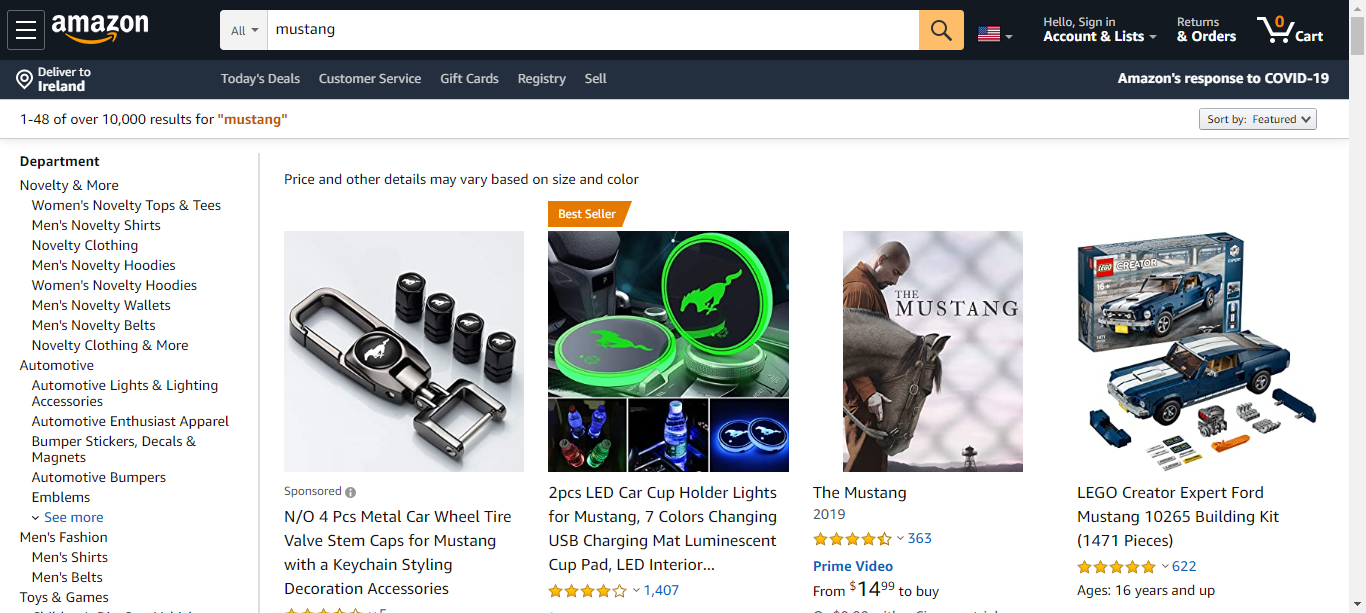 amazon
All
mustang
Hello, Sign in
Account & Lists
Returns
& Orders
0
Cart
Deliver to
Ireland
Today's Deals
Customer Service
Gift Cards
Registry
Sell
Amazon's response to COVID-19
1-48 of over 10,000 results for "mustang"
Sort by: Featured
Department
Novelty & More
Women's Novelty Tops & Tees
Men's Novelty Shirts
Novelty Clothing
Men's Novelty Hoodies
Women's Novelty Hoodies
Men's Novelty Wallets
Men's Novelty Belts
Novelty Clothing & More
Automotive
Automotive Lights & Lighting
Accessories
Automotive Enthusiast Apparel
Bumper Stickers, Decals &
Magnets
Automotive Bumpers
Emblems
See more
Men's Fashion
Men's Shirts
Men's Belts
Toys & Games
Price and other details may vary based on size and color
Sponsored
N/O 4 Pcs Metal Car Wheel Tire
Valve Stem Caps for Mustang
with a Keychain Styling
Decoration Accessories
Best Seller
2pcs LED Car Cup Holder Lights
for Mustang, 7 Colors Changing
USB Charging Mat Luminescent
Cup Pad, LED Interior...
1,407
THE
MUSTANG
The Mustang
2019
363
Prime Video
From $14.99 to buy
LEGO
CREATOR
EXPERT
16+
LEGO Creator Expert Ford
Mustang 10265 Building Kit
(1471 Pieces)
622
Ages: 16 years and up